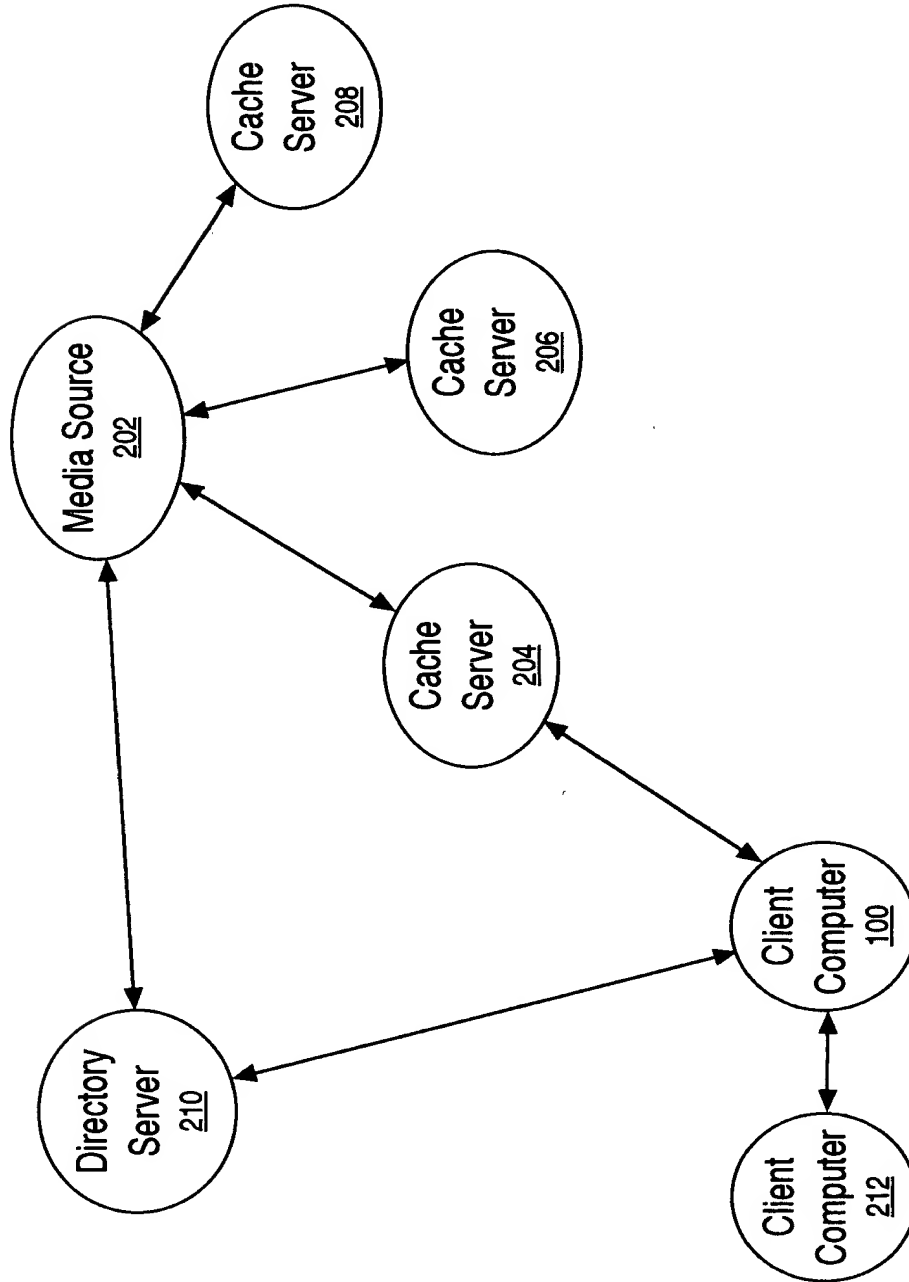 Directory
Server
210
Media Source
202
Cache
Server
208
Cache
Server
206
Cache
Server
204
Client
Computer
100
Client
Computer
212